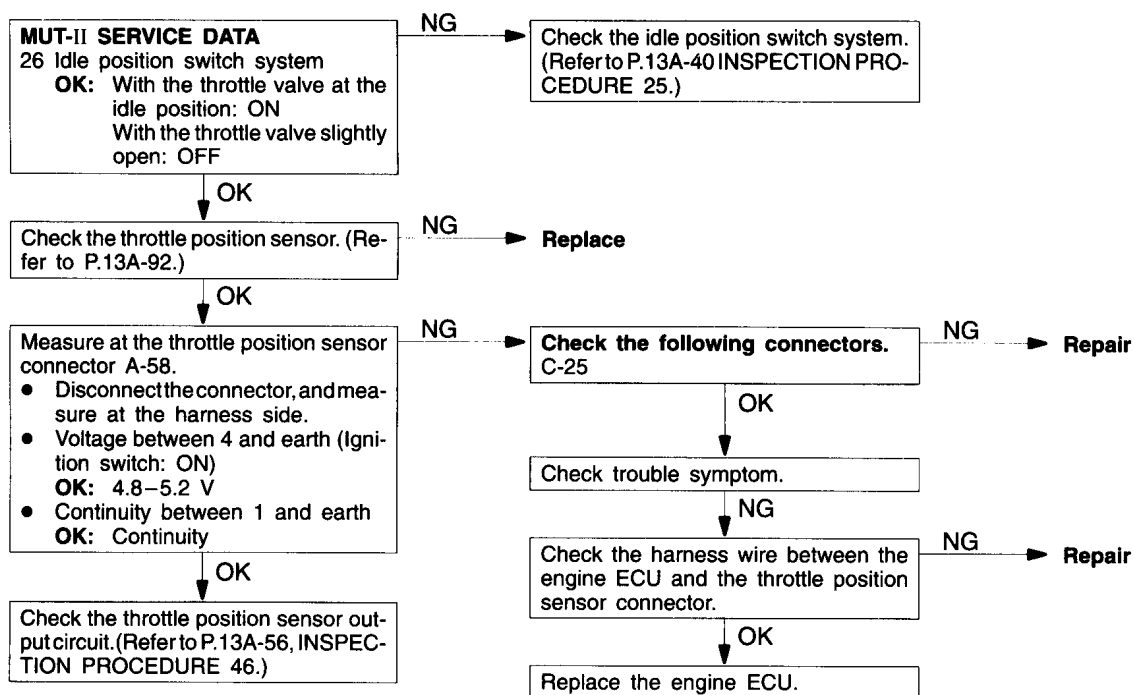 MUT-II SERVICE DATA
26 Idle position switch system
OK: With the throttle valve at the
idle position: ON
With the throttle valve slightly
open: OFF
NG
Check the idle position switch system.
(Refer to P.13A-40 INSPECTION PRO-
CEDURE 25.)
OK
Check the throttle position sensor. (Re-
fer to P.13A-92.)
NG
Replace
OK
Measure at the throttle position sensor
connector A-58.
● Disconnect the connector, and mea-
sure at the harness side.
● Voltage between 4 and earth (Igni-
tion switch: ON)
OK: 4.8–5.2 V
● Continuity between 1 and earth
OK: Continuity
NG
Check the following connectors.
C-25
NG
Repair
OK
Check trouble symptom.
NG
Check the harness wire between the
engine ECU and the throttle position
sensor connector.
NG
Repair
OK
Replace the engine ECU.
OK
Check the throttle position sensor out-
put circuit. (Refer to P.13A-56, INSPEC-
TION PROCEDURE 46.)